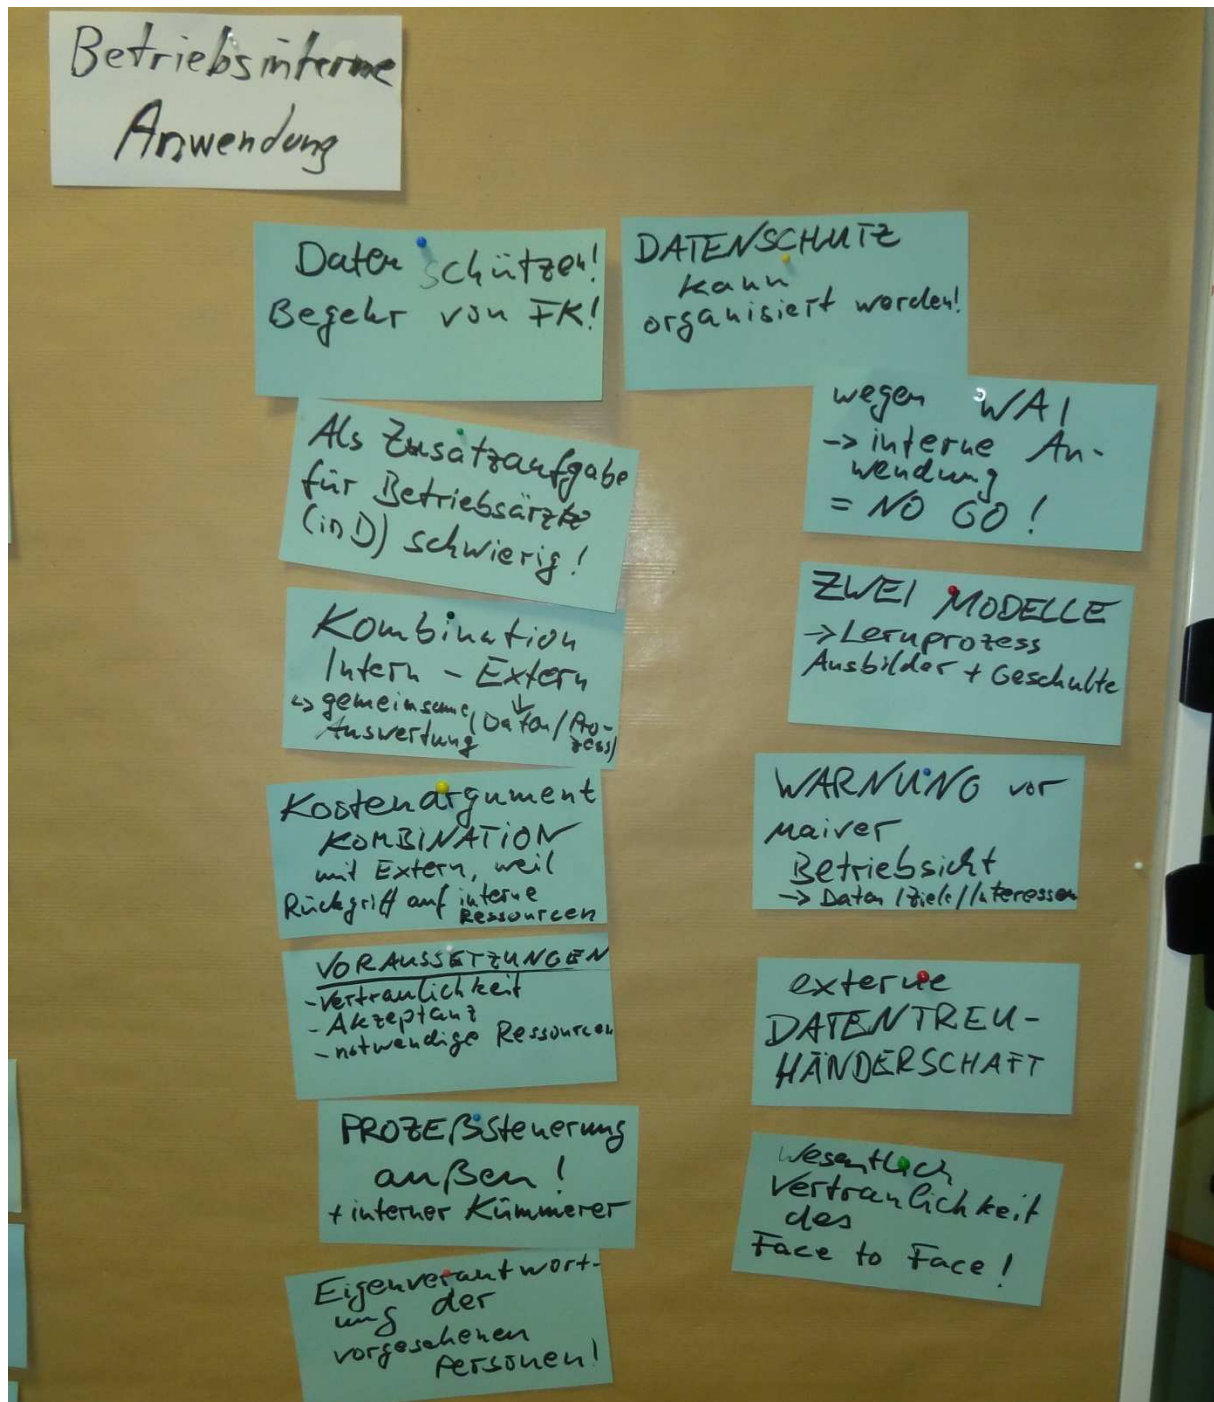 Betriebsinterne
Anwendung
Daten schützen!
Begehr von FK!
DATENSCHUTZ
kann
organisiert werden!
wegen WAI
-> interne An-
wendung
= NO GO!
Als Zusatzaufgabe
für Betriebsärzte
(in D) schwierig!
ZWEI MODELLE
-> Lernprozess
Ausbilder + Geschulte
Kombination
Intern - Extern
↳ gemeinsame (Daten/Pro-
Auswertung zess)
WARNUNG vor
naiver
Betriebsicht
-> Daten/Ziele/Interessen
Kostenargument
KOMBINATION
mit Extern, weil
Rückgriff auf interne
Ressourcen
VORAUSSETZUNGEN
- Vertraulichkeit
- Akzeptanz
- notwendige Ressourcen
externe
DATENTREU-
HÄNDERSCHAFT
PROZEßSteuerung
außen!
+ interner Kümmerer
wesentlich
Vertraulichkeit
des
Face to Face!
Eigenverantwort-
ung der
vorgesehenen
Personen!